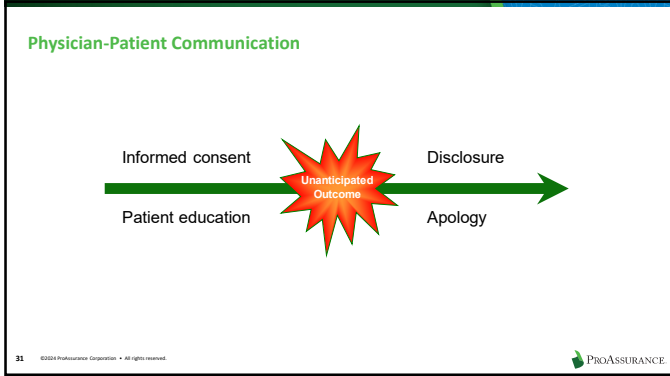 Physician-Patient Communication
Informed consent
Disclosure
Unanticipated
Outcome
Patient education
Apology
31 ©2024 ProAssurance Corporation • All rights reserved.
PROASSURANCE.